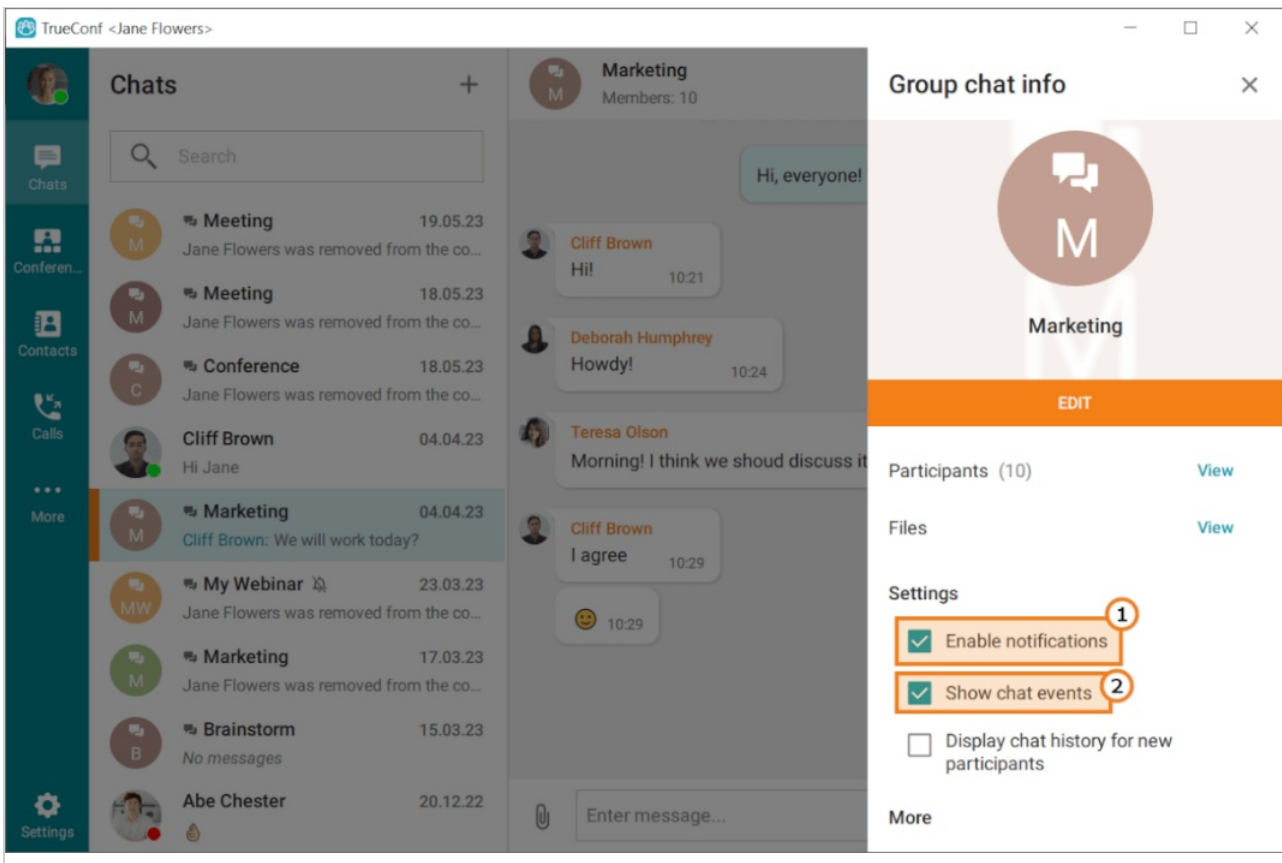 TrueConf <Jane Flowers>
Chats
Conferen...
Contacts
Calls
More
Settings
Chats
Search
M
Meeting
19.05.23
Jane Flowers was removed from the co...
M
Meeting
18.05.23
Jane Flowers was removed from the co...
C
Conference
18.05.23
Jane Flowers was removed from the co...
Cliff Brown
04.04.23
Hi Jane
M
Marketing
04.04.23
Cliff Brown: We will work today?
MW
My Webinar
23.03.23
Jane Flowers was removed from the co...
M
Marketing
17.03.23
Jane Flowers was removed from the co...
B
Brainstorm
15.03.23
No messages
Abe Chester
20.12.22
M
Marketing
Members: 10
Hi, everyone!
Cliff Brown
Hi!
10:21
Deborah Humphrey
Howdy!
10:24
Teresa Olson
Morning! I think we shoud discuss it
Cliff Brown
I agree
10:29
10:29
Enter message...
Group chat info
M
Marketing
EDIT
Participants (10)
View
Files
View
Settings
1
Enable notifications
2
Show chat events
Display chat history for new
participants
More